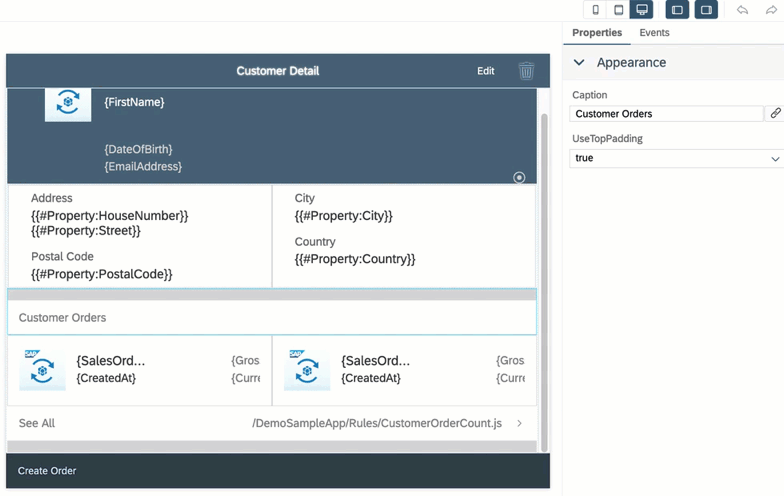 Properties Events
Appearance
Caption
Customer Orders
UseTopPadding
true
Customer Detail Edit
{FirstName}
{DateOfBirth}
{EmailAddress}
Address
{{#Property:HouseNumber}}
{{#Property:Street}}
Postal Code
{{#Property:PostalCode}}
City
{{#Property:City}}
Country
{{#Property:Country}}
Customer Orders
SAP {SalesOrd... {Gros
{CreatedAt} {Curre
SAP {SalesOrd... {Gros
{CreatedAt} {Curre
See All /DemoSampleApp/Rules/CustomerOrderCount.js
Create Order